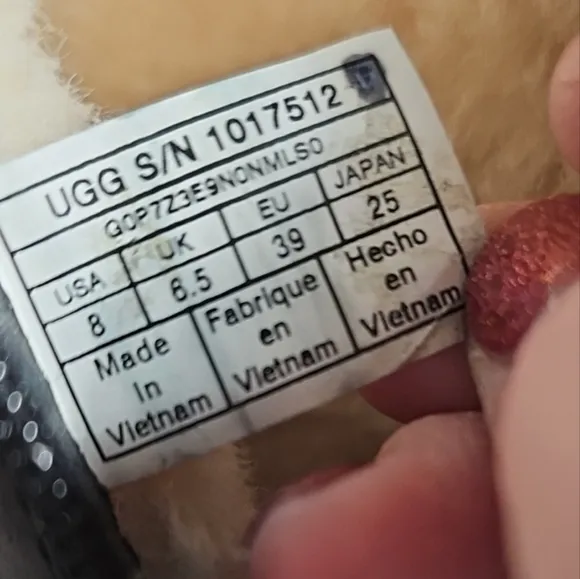 UGG S/N 1017512
G0P7Z3E9N0NMLS0
USA UK EU JAPAN
8 6.5 39 25
Made Fabrique Hecho
In en en
Vietnam Vietnam Vietnam